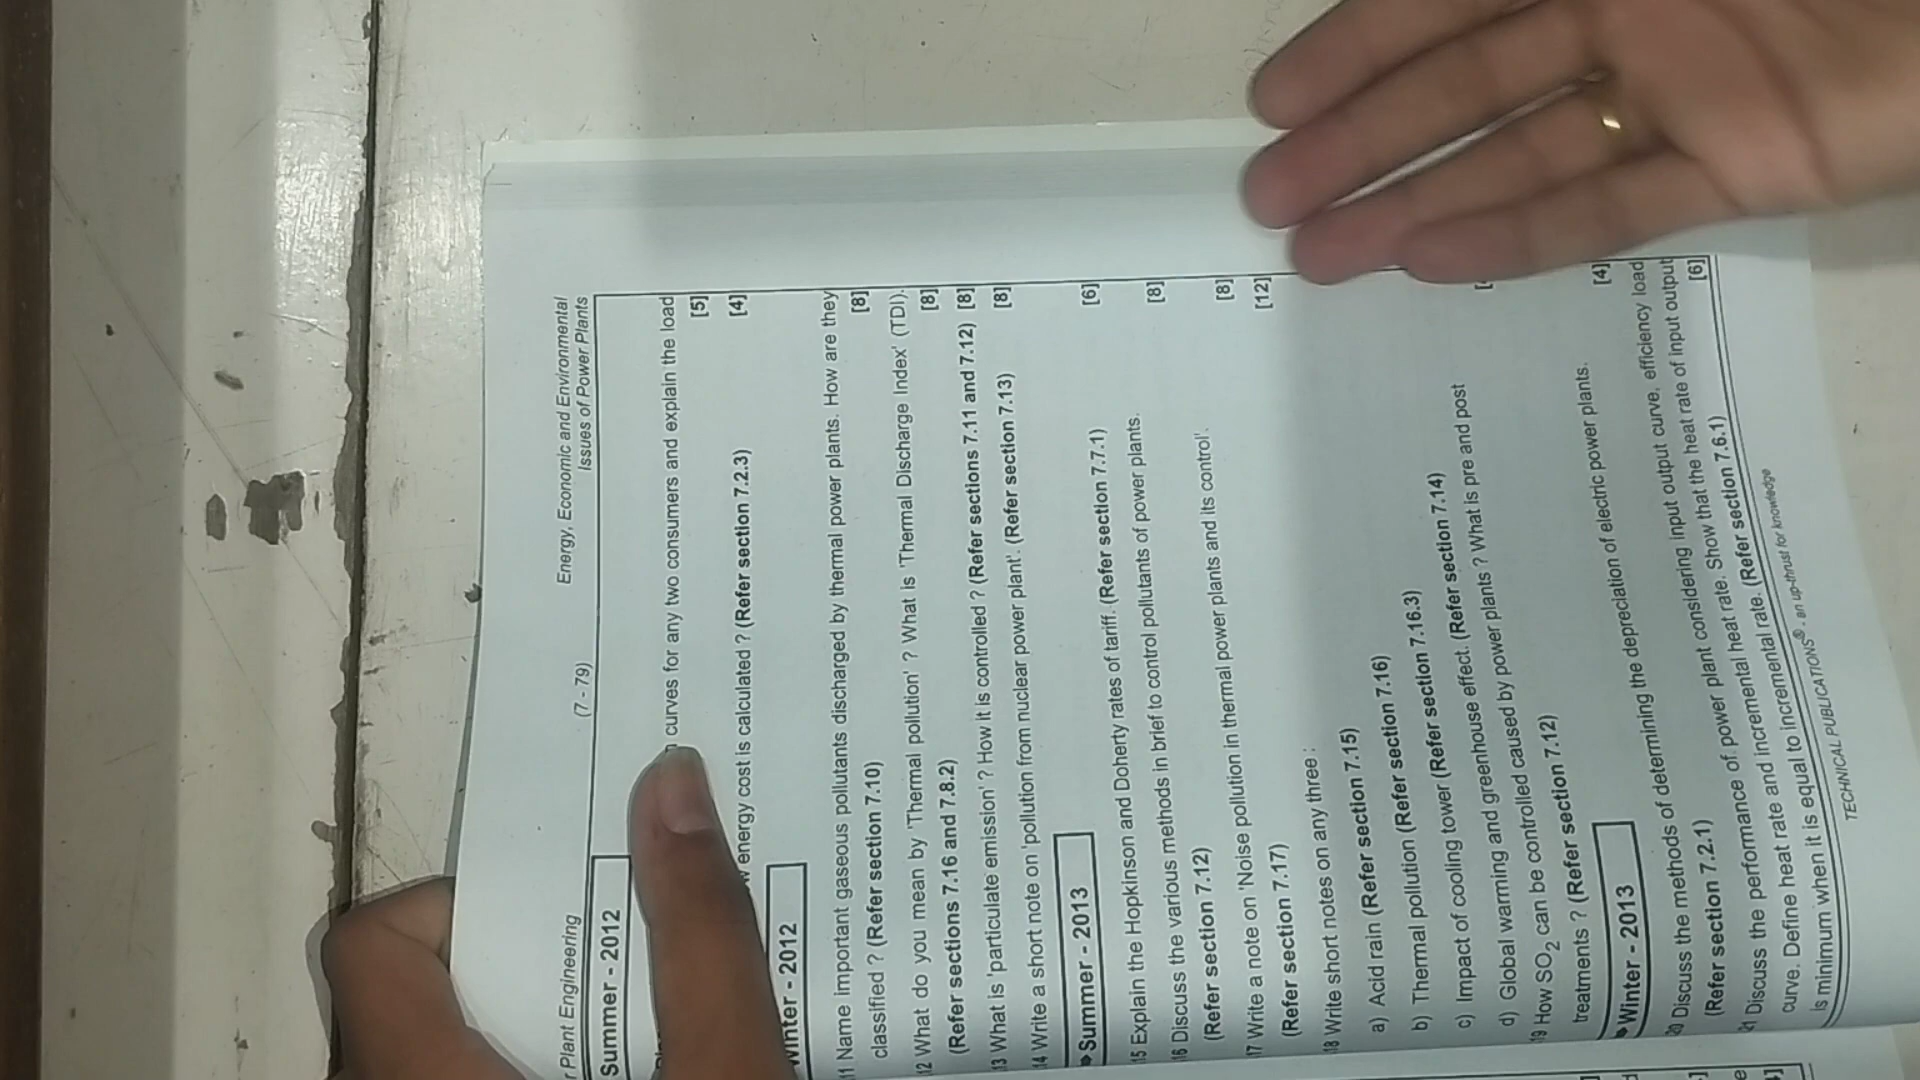 r Plant Engineering (7 - 79) Energy, Economic and Environmental
Issues of Power Plants
Summer - 2012
curves for any two consumers and explain the load
[5]
energy cost is calculated ? (Refer section 7.2.3) [4]
Winter - 2012
11 Name important gaseous pollutants discharged by thermal power plants. How are they
classified ? (Refer section 7.10) [8]
12 What do you mean by 'Thermal pollution' ? What is 'Thermal Discharge Index' (TDI).
(Refer sections 7.16 and 7.8.2) [8]
13 What is 'particulate emission' ? How it is controlled ? (Refer sections 7.11 and 7.12) [8]
14 Write a short note on 'pollution from nuclear power plant'. (Refer section 7.13) [8]
Summer - 2013
15 Explain the Hopkinson and Doherty rates of tariff. (Refer section 7.7.1) [6]
16 Discuss the various methods in brief to control pollutants of power plants.
(Refer section 7.12) [8]
17 Write a note on 'Noise pollution in thermal power plants and its control'.
(Refer section 7.17) [8]
18 Write short notes on any three : [12]
a) Acid rain (Refer section 7.15)
b) Thermal pollution (Refer section 7.16.3)
c) Impact of cooling tower (Refer section 7.14)
d) Global warming and greenhouse effect. (Refer section 7.14)
19 How SO2 can be controlled caused by power plants ? What is pre and post
treatments ? (Refer section 7.12)
Winter - 2013
20 Discuss the methods of determining the depreciation of electric power plants.
(Refer section 7.2.1) [4]
21 Discuss the performance of power plant considering input output curve, efficiency load
curve. Define heat rate and incremental heat rate. Show that the heat rate of input output
is minimum when it is equal to incremental rate. (Refer section 7.6.1) [6]
TECHNICAL PUBLICATIONS® - an up-thrust for knowledge